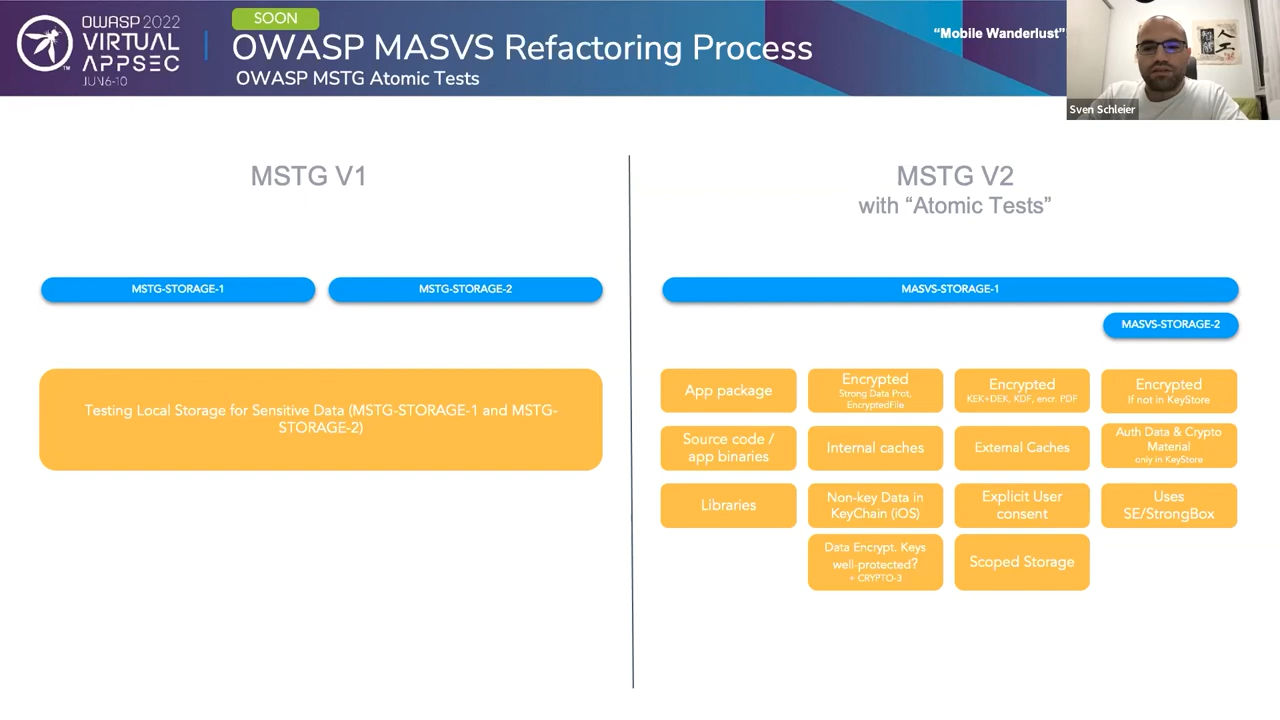 OWASP 2022
VIRTUAL
APPSEC
JUN6-10
TM
SOON
OWASP MASVS Refactoring Process
OWASP MSTG Atomic Tests
“Mobile Wanderlust”
Sven Schleier
MSTG V1
MSTG-STORAGE-1
MSTG-STORAGE-2
Testing Local Storage for Sensitive Data (MSTG-STORAGE-1 and MSTG-
STORAGE-2)
MSTG V2
with “Atomic Tests”
MASVS-STORAGE-1
MASVS-STORAGE-2
App package
Encrypted
Strong Data Prot,
EncryptedFile
Encrypted
KEK+DEK, KDF, encr. PDF
Encrypted
If not in KeyStore
Source code /
app binaries
Internal caches
External Caches
Auth Data & Crypto
Material
only in KeyStore
Libraries
Non-key Data in
KeyChain (iOS)
Explicit User
consent
Uses
SE/StrongBox
Data Encrypt. Keys
well-protected?
+ CRYPTO-3
Scoped Storage